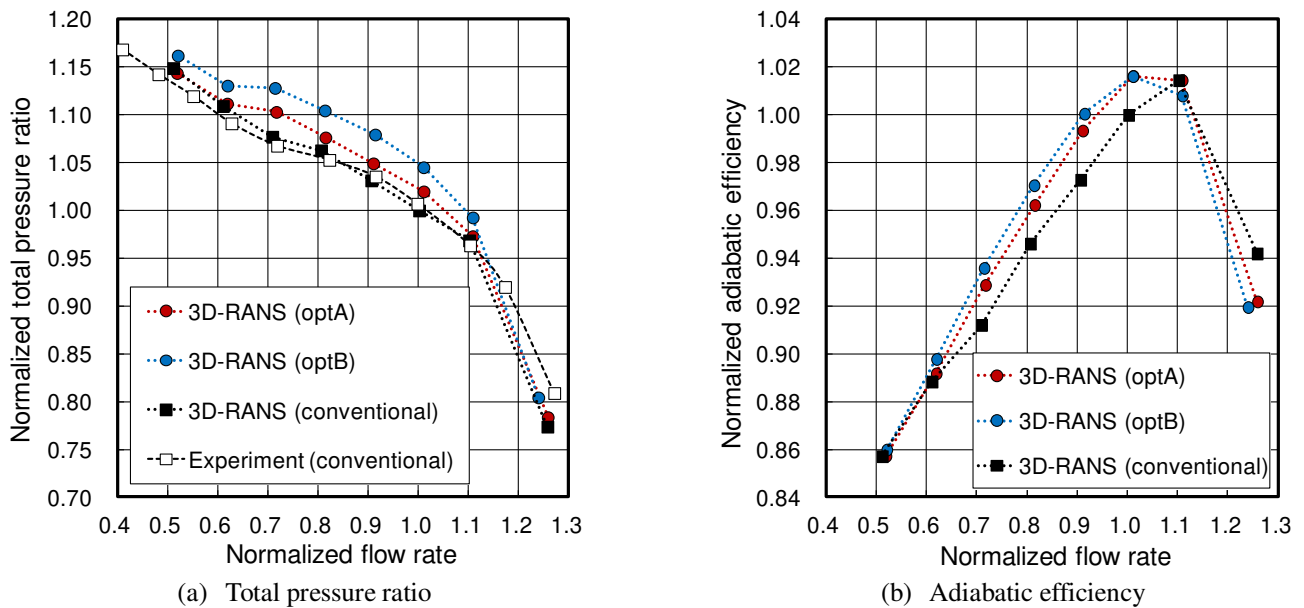 1.20
1.15
1.10
1.05
1.00
0.95
0.90
0.85
0.80
0.75
0.70
Normalized total pressure ratio
3D-RANS (optA)
3D-RANS (optB)
3D-RANS (conventional)
Experiment (conventional)
0.4 0.5 0.6 0.7 0.8 0.9 1.0 1.1 1.2 1.3
Normalized flow rate
(a) Total pressure ratio
1.04
1.02
1.00
0.98
0.96
0.94
0.92
0.90
0.88
0.86
0.84
Normalized adiabatic efficiency
3D-RANS (optA)
3D-RANS (optB)
3D-RANS (conventional)
0.4 0.5 0.6 0.7 0.8 0.9 1.0 1.1 1.2 1.3
Normalized flow rate
(b) Adiabatic efficiency